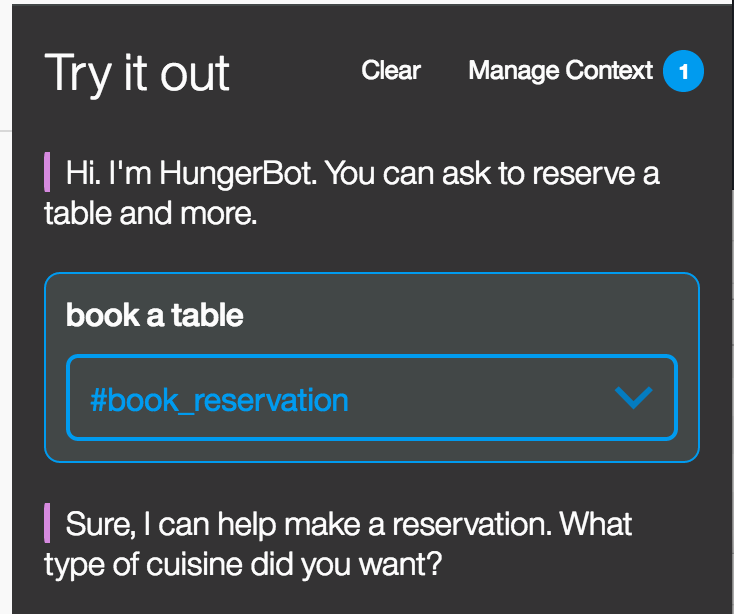 Try it out
Clear
Manage Context
1
Hi. I'm HungerBot. You can ask to reserve a
table and more.
book a table
#book_reservation
Sure, I can help make a reservation. What
type of cuisine did you want?